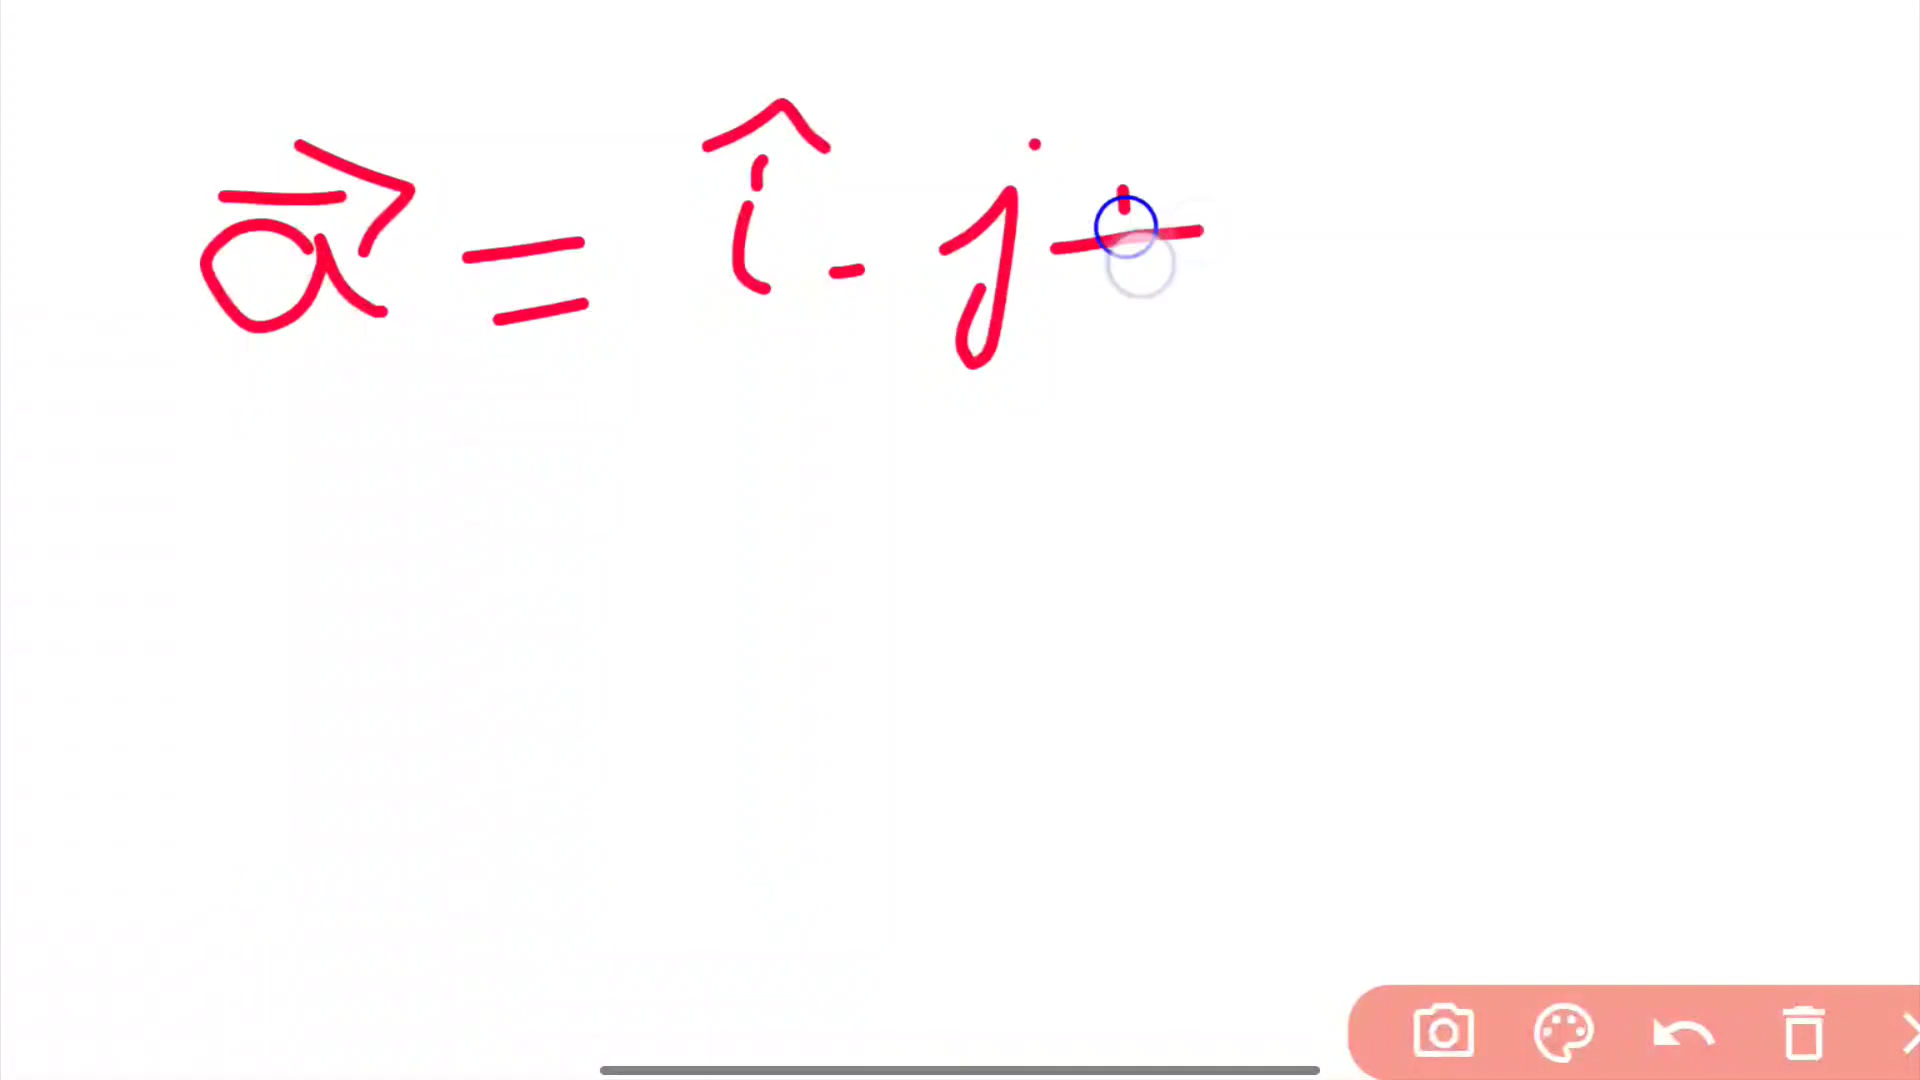 a⃗ = î - j +